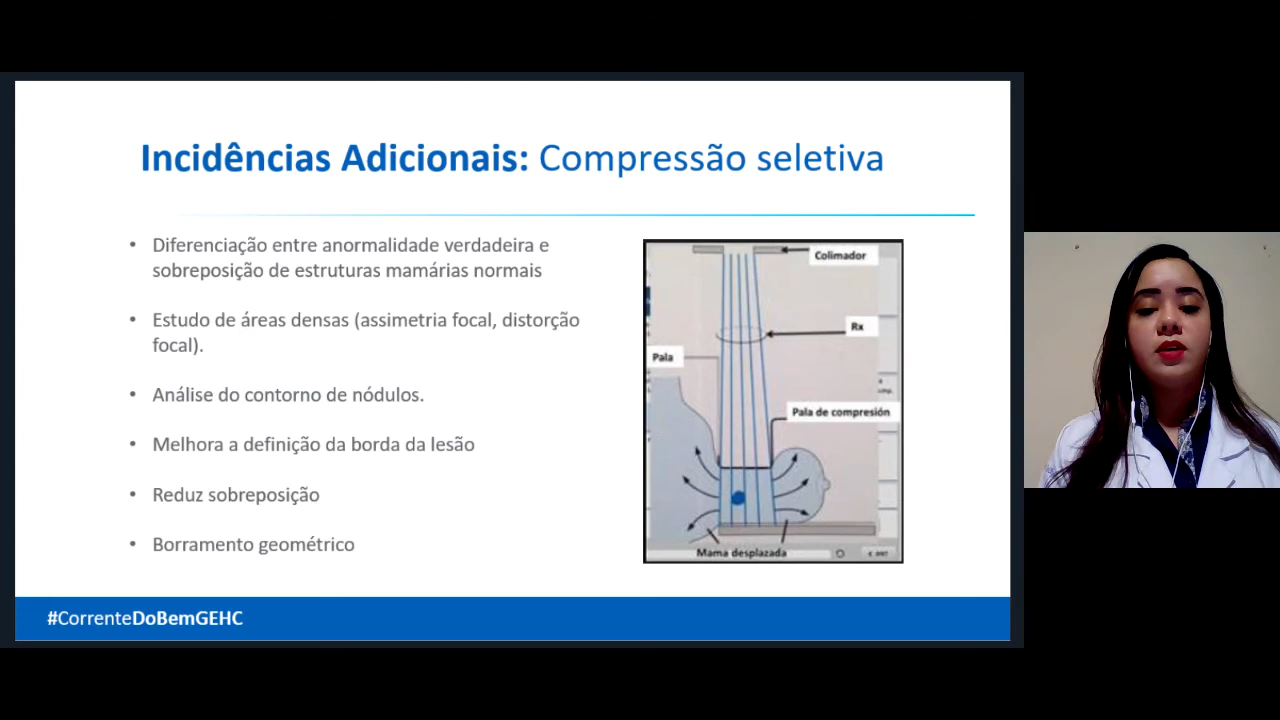 Incidências Adicionais: Compressão seletiva
• Diferenciação entre anormalidade verdadeira e
sobreposição de estruturas mamárias normais
• Estudo de áreas densas (assimetria focal, distorção
focal).
• Análise do contorno de nódulos.
• Melhora a definição da borda da lesão
• Reduz sobreposição
• Borramento geométrico
Colimador
Rx
Pala
Pala de compresión
Mama desplazada
#CorrenteDoBemGEHC